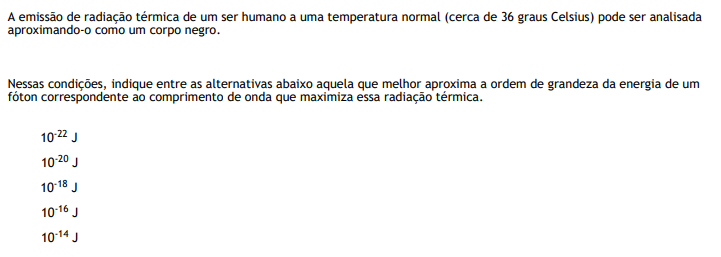 A emissão de radiação térmica de um ser humano a uma temperatura normal (cerca de 36 graus Celsius) pode ser analisada
aproximando-o como um corpo negro.
Nessas condições, indique entre as alternativas abaixo aquela que melhor aproxima a ordem de grandeza da energia de um
fóton correspondente ao comprimento de onda que maximiza essa radiação térmica.
10⁻²² J
10⁻²⁰ J
10⁻¹⁸ J
10⁻¹⁶ J
10⁻¹⁴ J